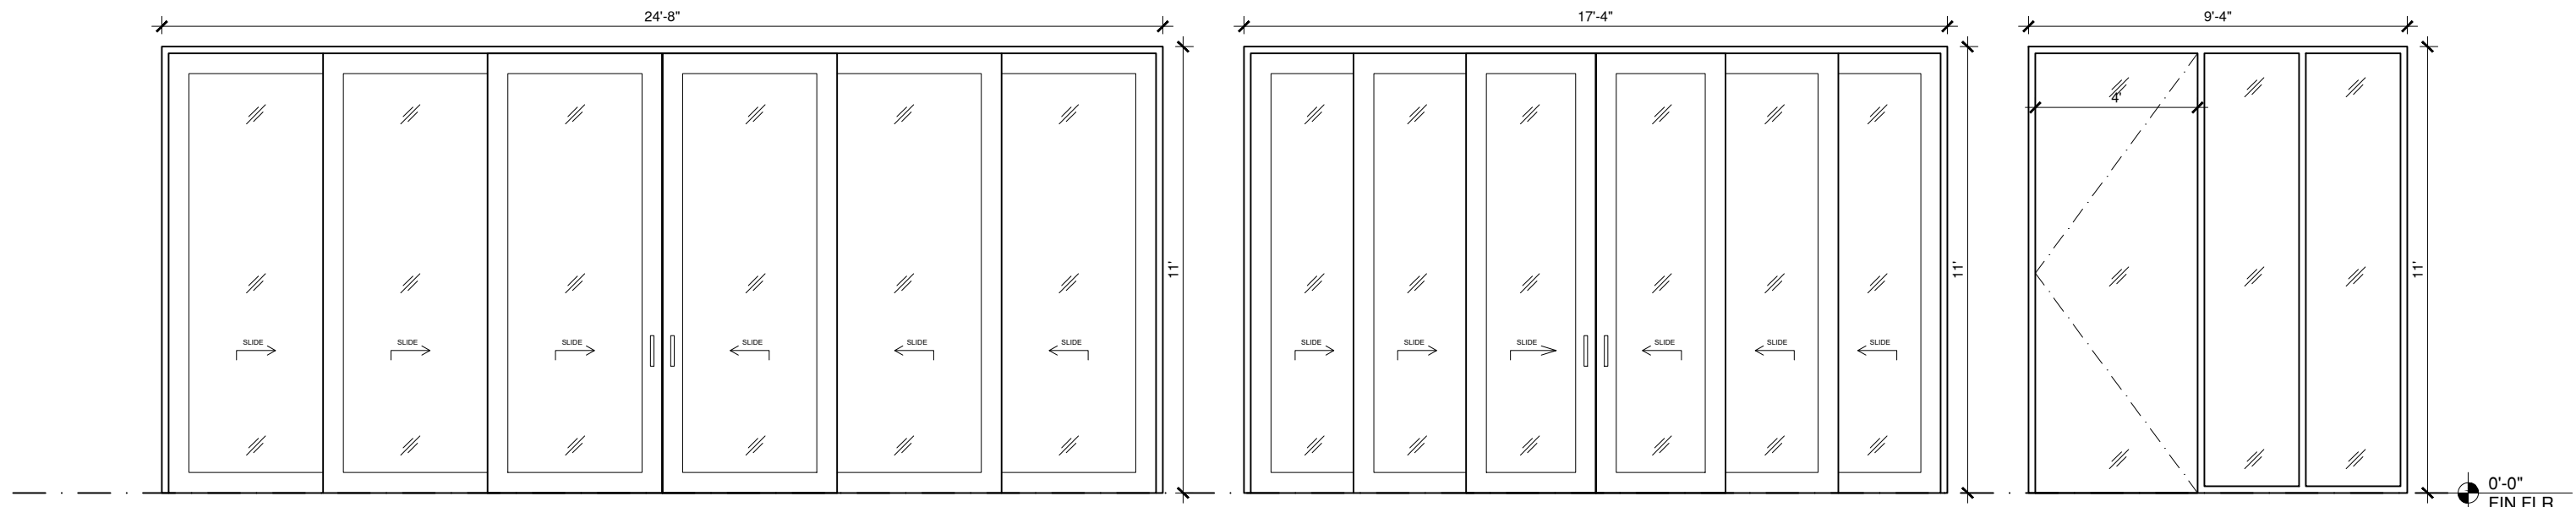 24'-8"
17'-4"
9'-4"
4'
11'
11'
11'
SLIDE
SLIDE
SLIDE
SLIDE
SLIDE
SLIDE
SLIDE
SLIDE
SLIDE
SLIDE
SLIDE
SLIDE
0'-0"
FIN FLR